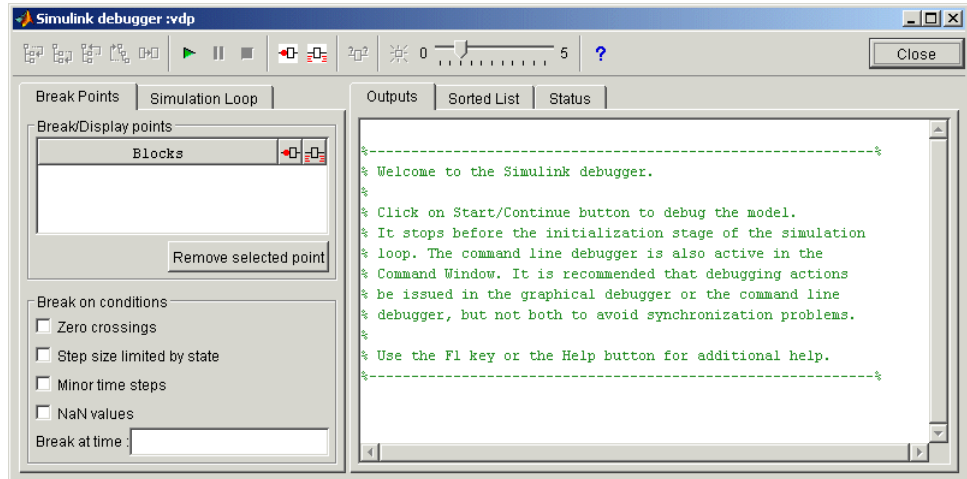 Simulink debugger :vdp
0 5 ? Close
Break Points Simulation Loop
Break/Display points
Blocks
Remove selected point
Break on conditions
Zero crossings
Step size limited by state
Minor time steps
NaN values
Break at time :
Outputs Sorted List Status
%------------------------------------------------------------%
% Welcome to the Simulink debugger.
%
% Click on Start/Continue button to debug the model.
% It stops before the initialization stage of the simulation
% loop. The command line debugger is also active in the
% Command Window. It is recommended that debugging actions
% be issued in the graphical debugger or the command line
% debugger, but not both to avoid synchronization problems.
%
% Use the F1 key or the Help button for additional help.
%------------------------------------------------------------%